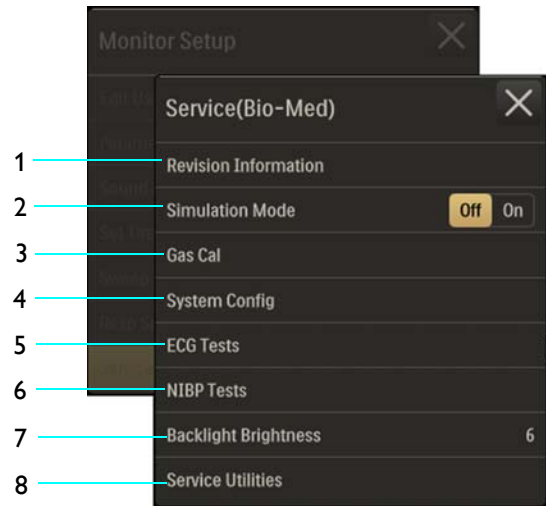 Monitor Setup
Service(Bio-Med)
1 Revision Information
2 Simulation Mode Off On
3 Gas Cal
4 System Config
5 ECG Tests
6 NIBP Tests
7 Backlight Brightness 6
8 Service Utilities